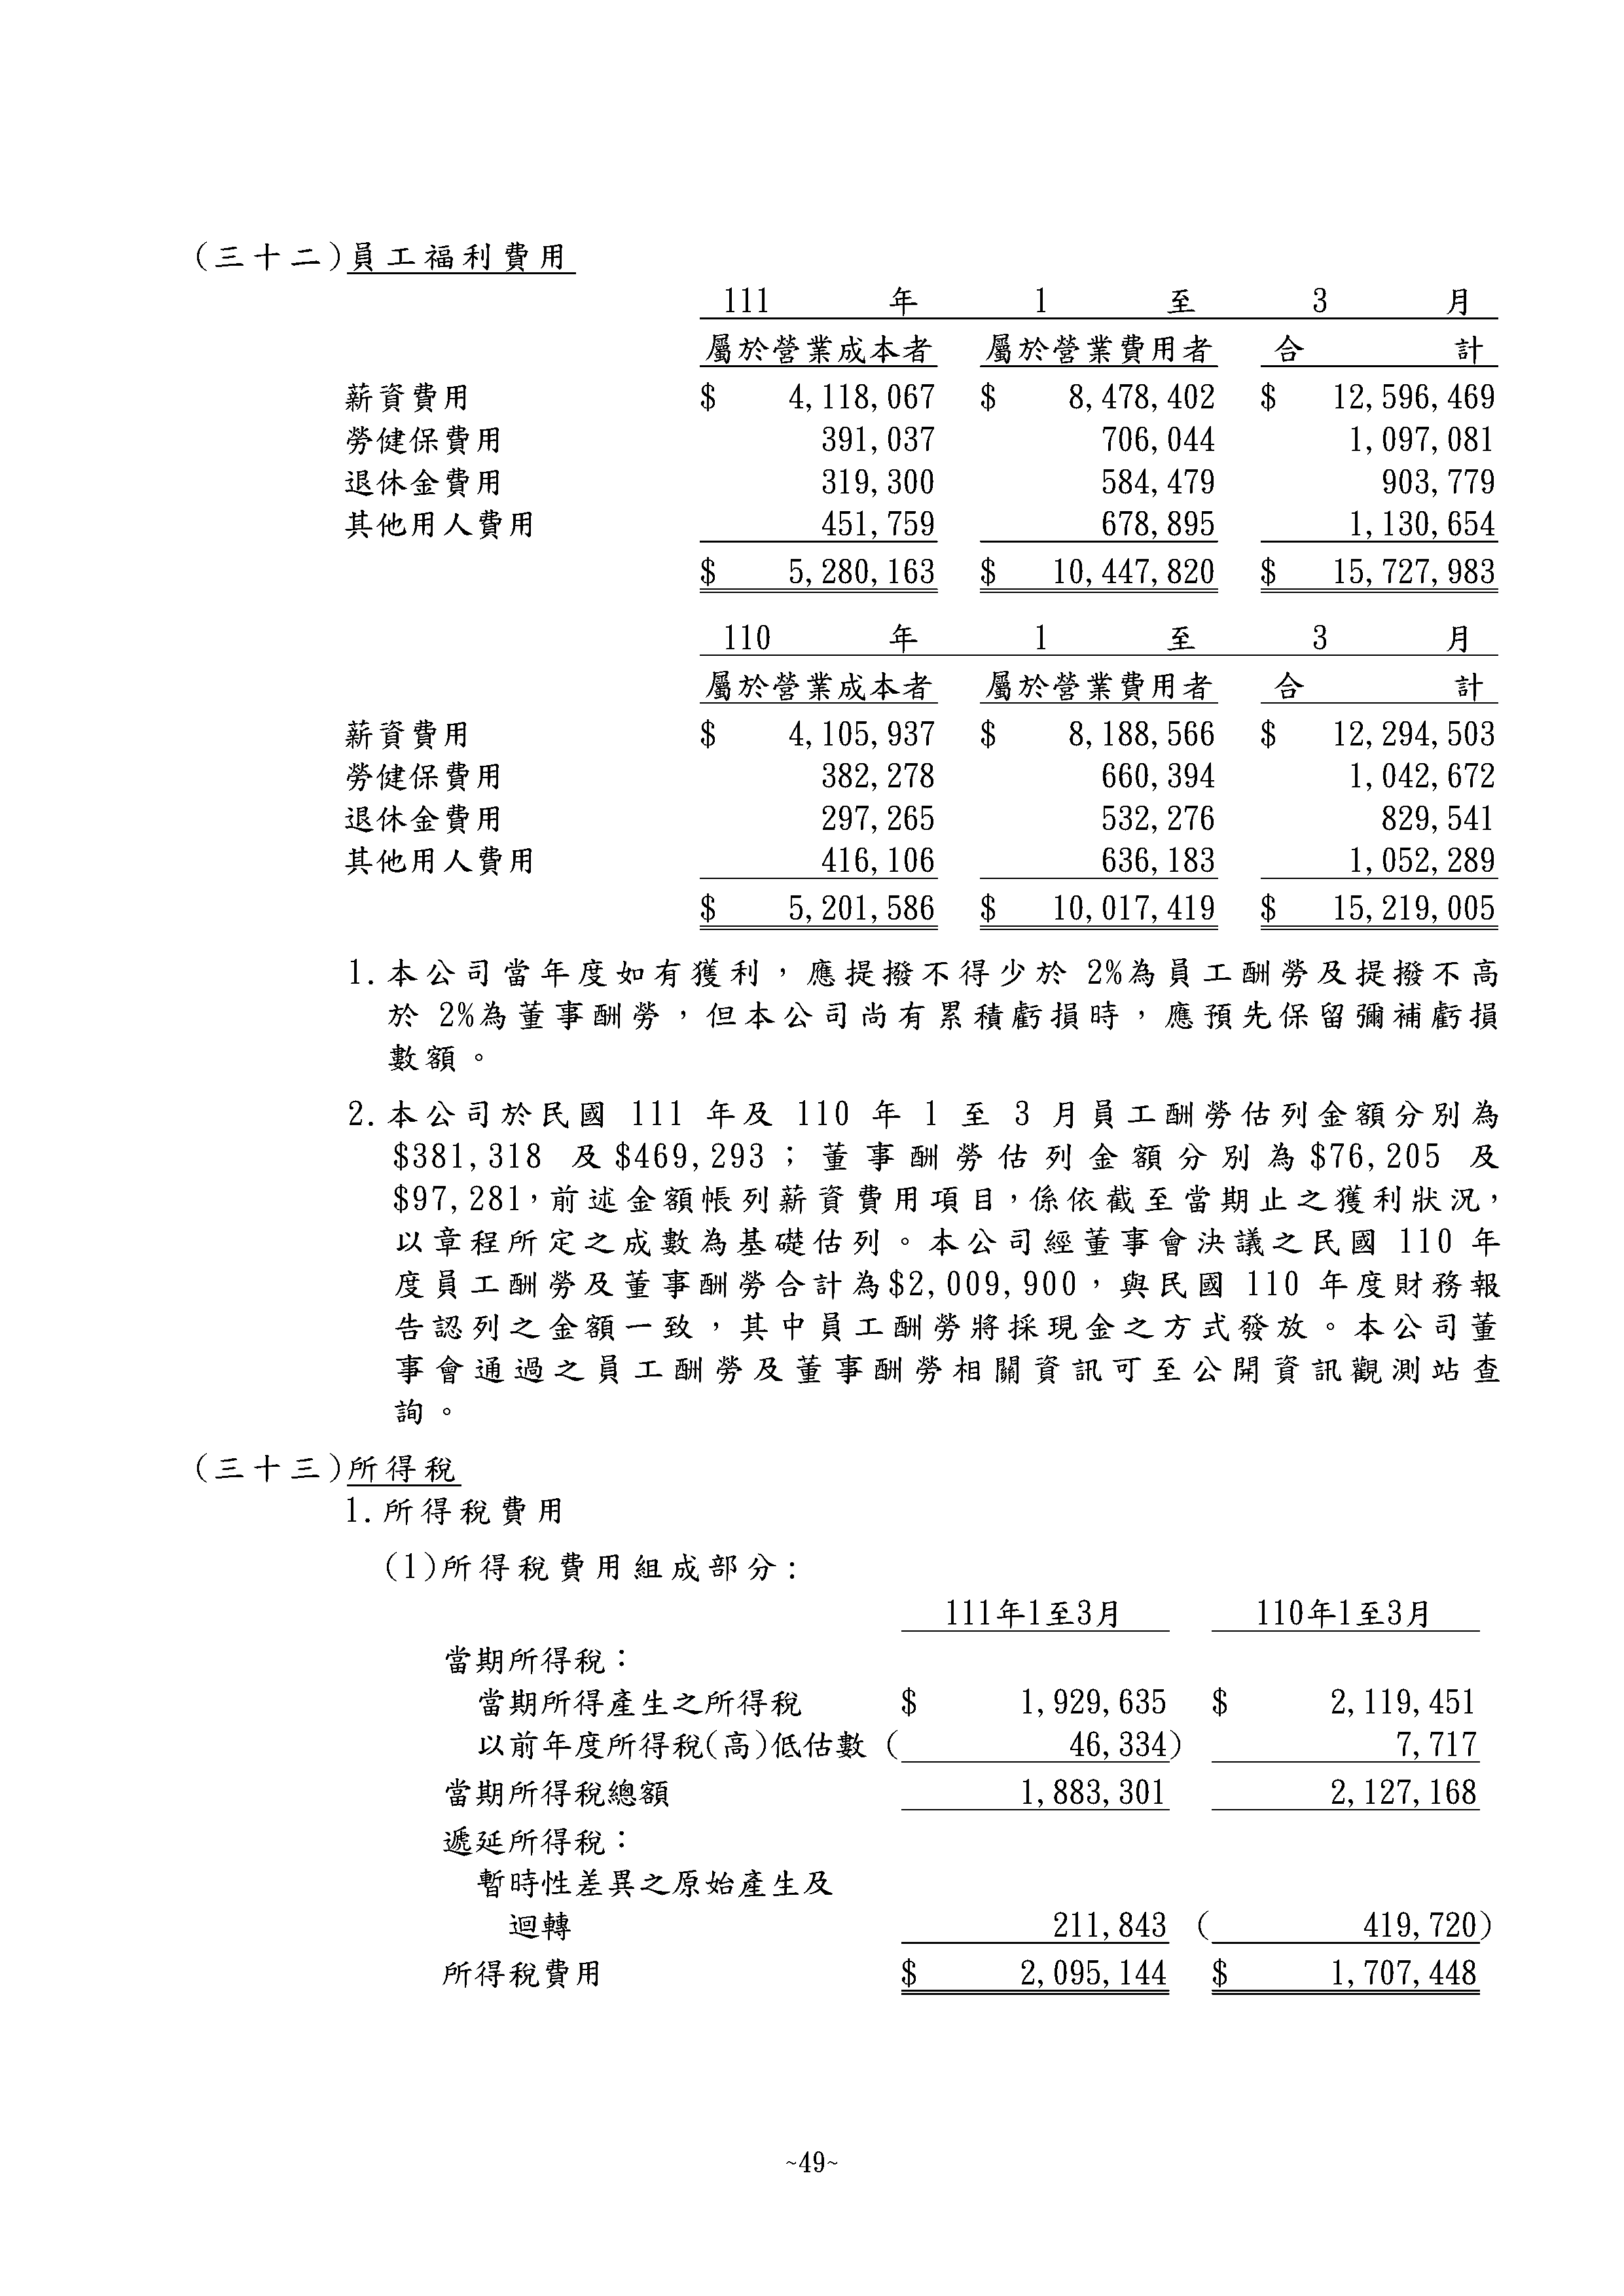 (三十二)員工福利費用
111 年 1 至 3 月
屬於營業成本者 屬於營業費用者 合 計
薪資費用 $ 4,118,067 $ 8,478,402 $ 12,596,469
勞健保費用 391,037 706,044 1,097,081
退休金費用 319,300 584,479 903,779
其他用人費用 451,759 678,895 1,130,654
$ 5,280,163 $ 10,447,820 $ 15,727,983
110 年 1 至 3 月
屬於營業成本者 屬於營業費用者 合 計
薪資費用 $ 4,105,937 $ 8,188,566 $ 12,294,503
勞健保費用 382,278 660,394 1,042,672
退休金費用 297,265 532,276 829,541
其他用人費用 416,106 636,183 1,052,289
$ 5,201,586 $ 10,017,419 $ 15,219,005
1.本公司當年度如有獲利，應提撥不得少於 2%為員工酬勞及提撥不高
於 2%為董事酬勞，但本公司尚有累積虧損時，應預先保留彌補虧損
數額。
2.本公司於民國 111 年及 110 年 1 至 3 月員工酬勞估列金額分別為
$381,318 及$469,293；董事酬勞估列金額分別為$76,205 及
$97,281，前述金額帳列薪資費用項目，係依截至當期止之獲利狀況，
以章程所定之成數為基礎估列。本公司經董事會決議之民國 110 年
度員工酬勞及董事酬勞合計為$2,009,900，與民國 110 年度財務報
告認列之金額一致，其中員工酬勞將採現金之方式發放。本公司董
事會通過之員工酬勞及董事酬勞相關資訊可至公開資訊觀測站查
詢。
(三十三)所得稅
1.所得稅費用
(1)所得稅費用組成部分:
111年1至3月 110年1至3月
當期所得稅：
當期所得產生之所得稅 $ 1,929,635 $ 2,119,451
以前年度所得稅(高)低估數 ( 46,334) 7,717
當期所得稅總額 1,883,301 2,127,168
遞延所得稅：
暫時性差異之原始產生及
迴轉 211,843 ( 419,720)
所得稅費用 $ 2,095,144 $ 1,707,448
~49~